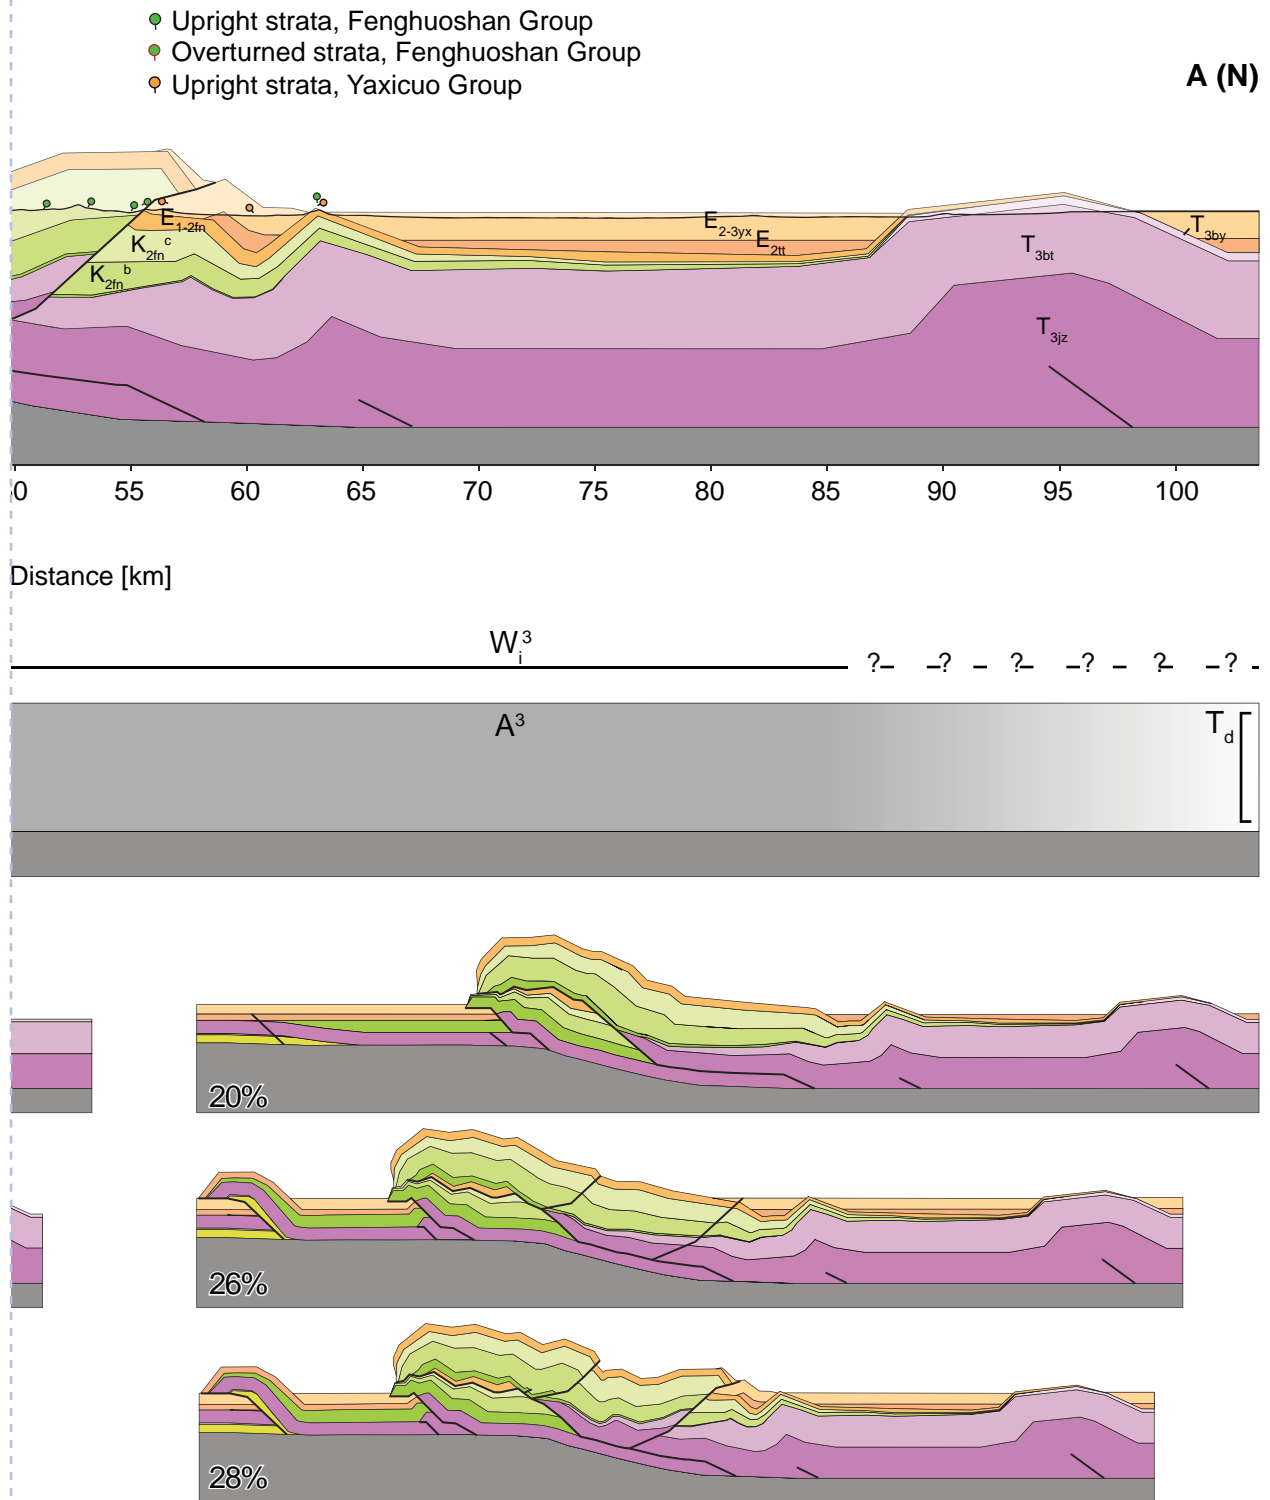 Upright strata, Fenghuoshan Group
Overturned strata, Fenghuoshan Group
Upright strata, Yaxicuo Group
A (N)
E1-2fn
K2fn c
K2fn b
E2-3yx
E2tt
T3by
T3bt
T3jz
0 55 60 65 70 75 80 85 90 95 100
Distance [km]
Wi3
?– –? – ?– –? – ?– –? –
A3
Td
20%
26%
28%